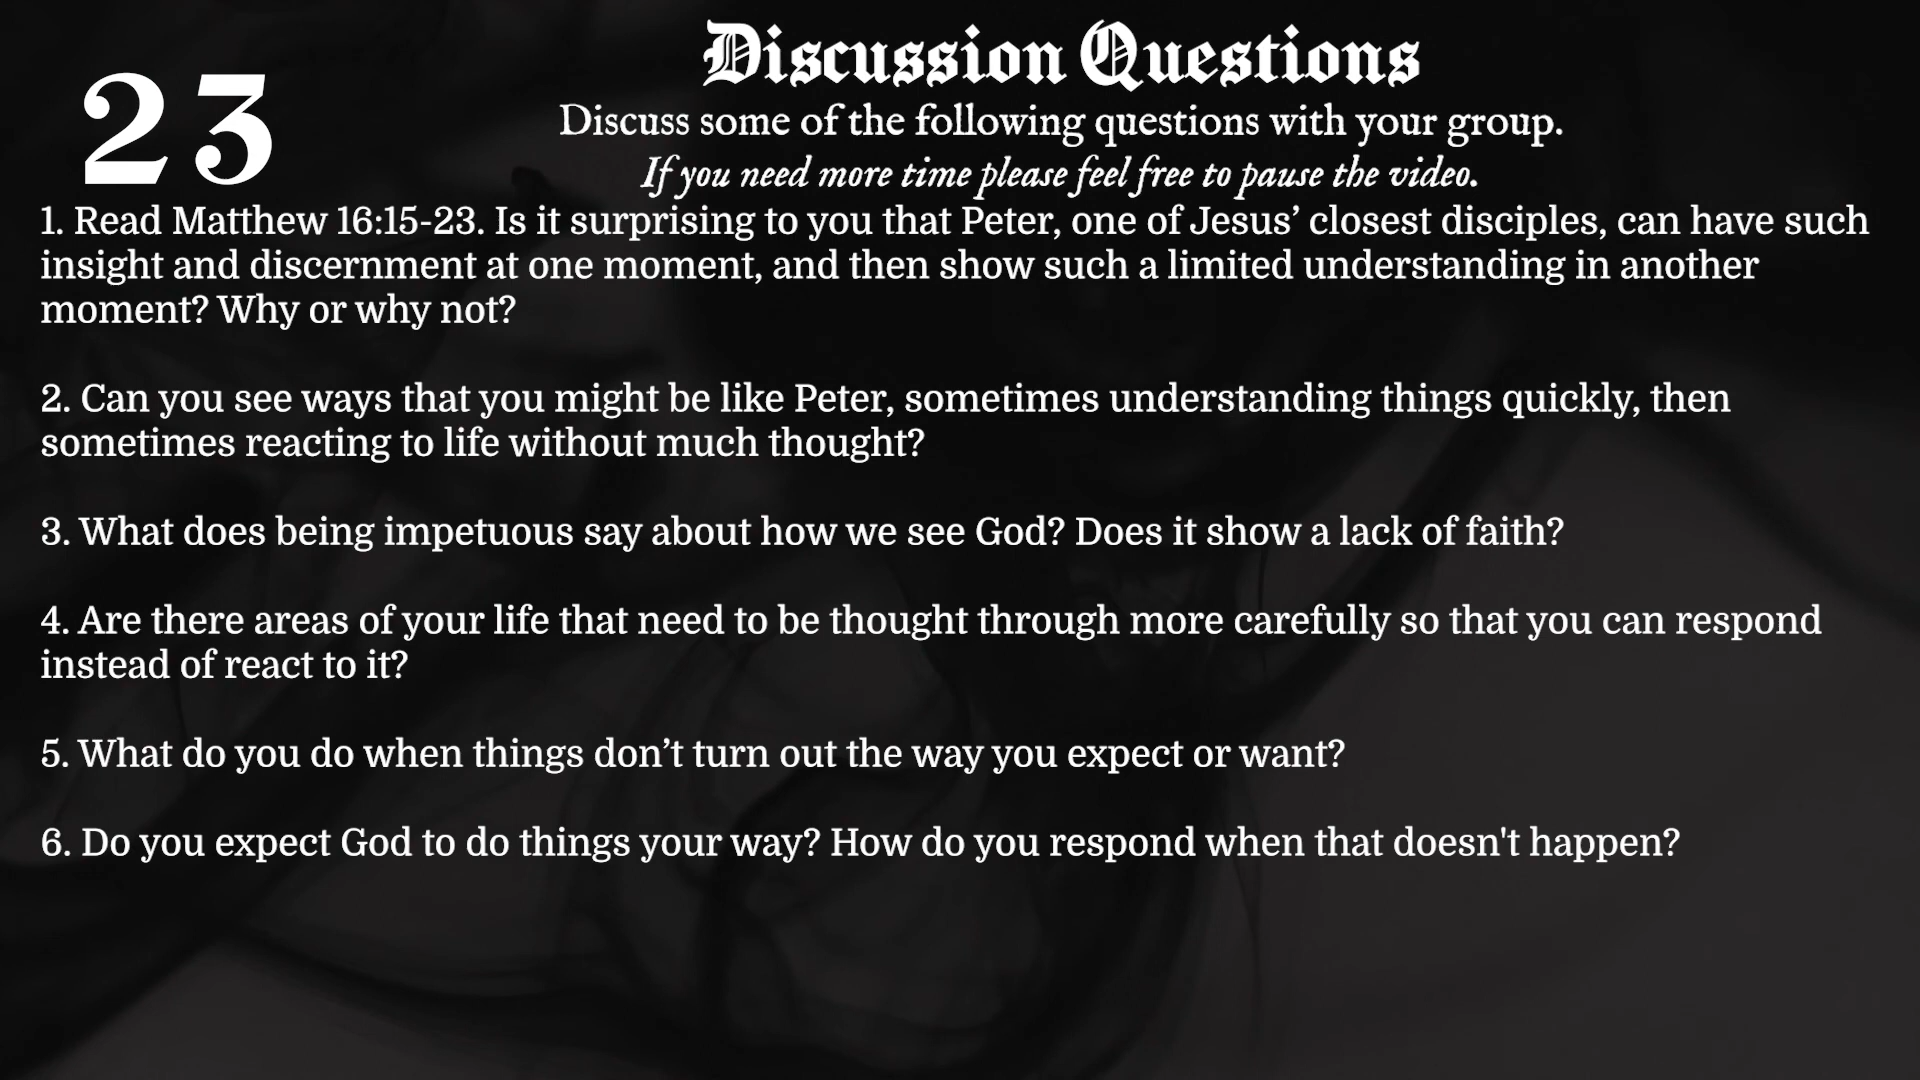 Discussion Questions
23
Discuss some of the following questions with your group.
If you need more time please feel free to pause the video.
1. Read Matthew 16:15-23. Is it surprising to you that Peter, one of Jesus’ closest disciples, can have such
insight and discernment at one moment, and then show such a limited understanding in another
moment? Why or why not?
2. Can you see ways that you might be like Peter, sometimes understanding things quickly, then
sometimes reacting to life without much thought?
3. What does being impetuous say about how we see God? Does it show a lack of faith?
4. Are there areas of your life that need to be thought through more carefully so that you can respond
instead of react to it?
5. What do you do when things don’t turn out the way you expect or want?
6. Do you expect God to do things your way? How do you respond when that doesn't happen?